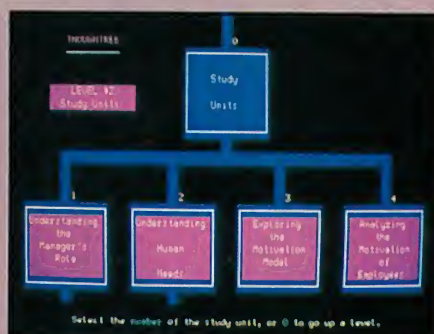 THOUGHTREE
LEVEL #2
Study Units
0
Study
Units
1
Understanding
the
Manager's
Role
2
Understanding
Human
Needs
3
Exploring
the
Motivation
Model
4
Analyzing
the
Motivation
of
Employees
Select the number of the study unit, or 0 to go up a level.